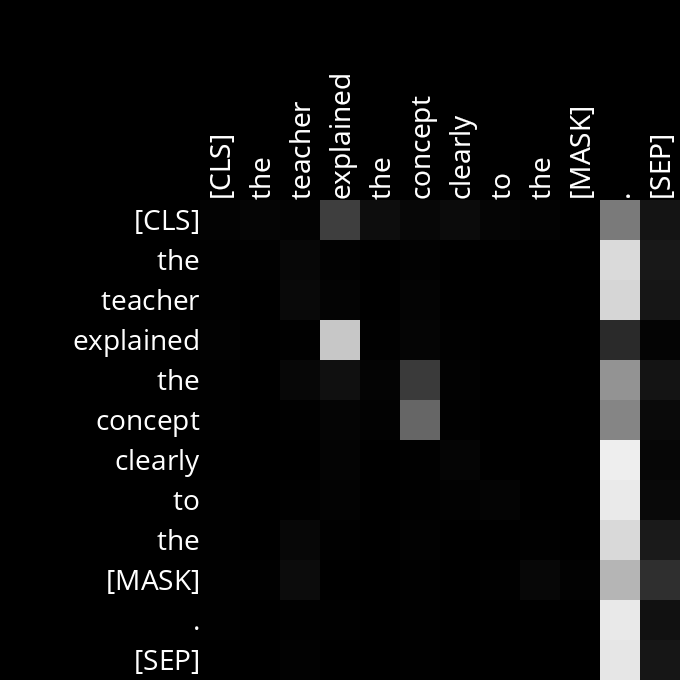 [CLS]
the
teacher
explained
the
concept
clearly
to
the
[MASK]
.
[SEP]
[CLS]
the
teacher
explained
the
concept
clearly
to
the
[MASK]
.
[SEP]